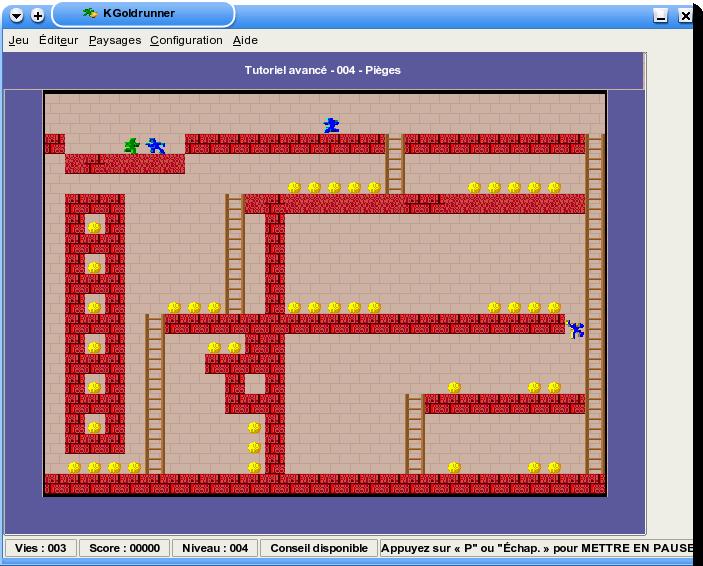 KGoldrunner
Jeu Éditeur Paysages Configuration Aide
Tutoriel avancé - 004 - Pièges
Vies : 003 Score : 00000 Niveau : 004 Conseil disponible Appuyez sur « P" ou "Échap. » pour METTRE EN PAUSE